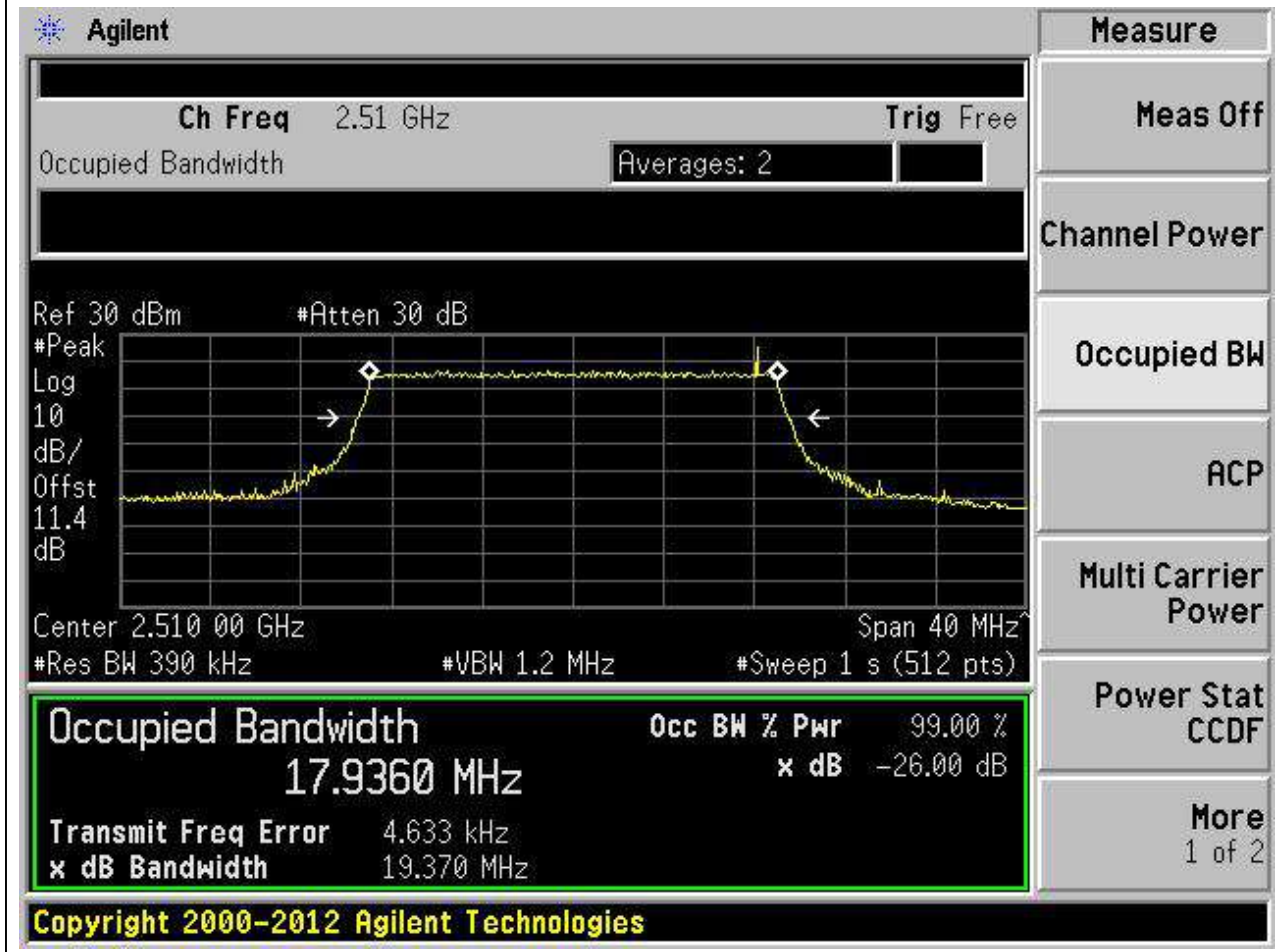 Agilent
Measure
Ch Freq 2.51 GHz Trig Free
Occupied Bandwidth Averages: 2
Ref 30 dBm #Atten 30 dB
#Peak
Log
10
dB/
Offst
11.4
dB
Center 2.510 00 GHz Span 40 MHz^
#Res BW 390 kHz #VBW 1.2 MHz #Sweep 1 s (512 pts)
Occupied Bandwidth Occ BW % Pwr 99.00 %
17.9360 MHz x dB -26.00 dB
Transmit Freq Error 4.633 kHz
x dB Bandwidth 19.370 MHz
Meas Off
Channel Power
Occupied BW
ACP
Multi Carrier
Power
Power Stat
CCDF
More
1 of 2
Copyright 2000-2012 Agilent Technologies